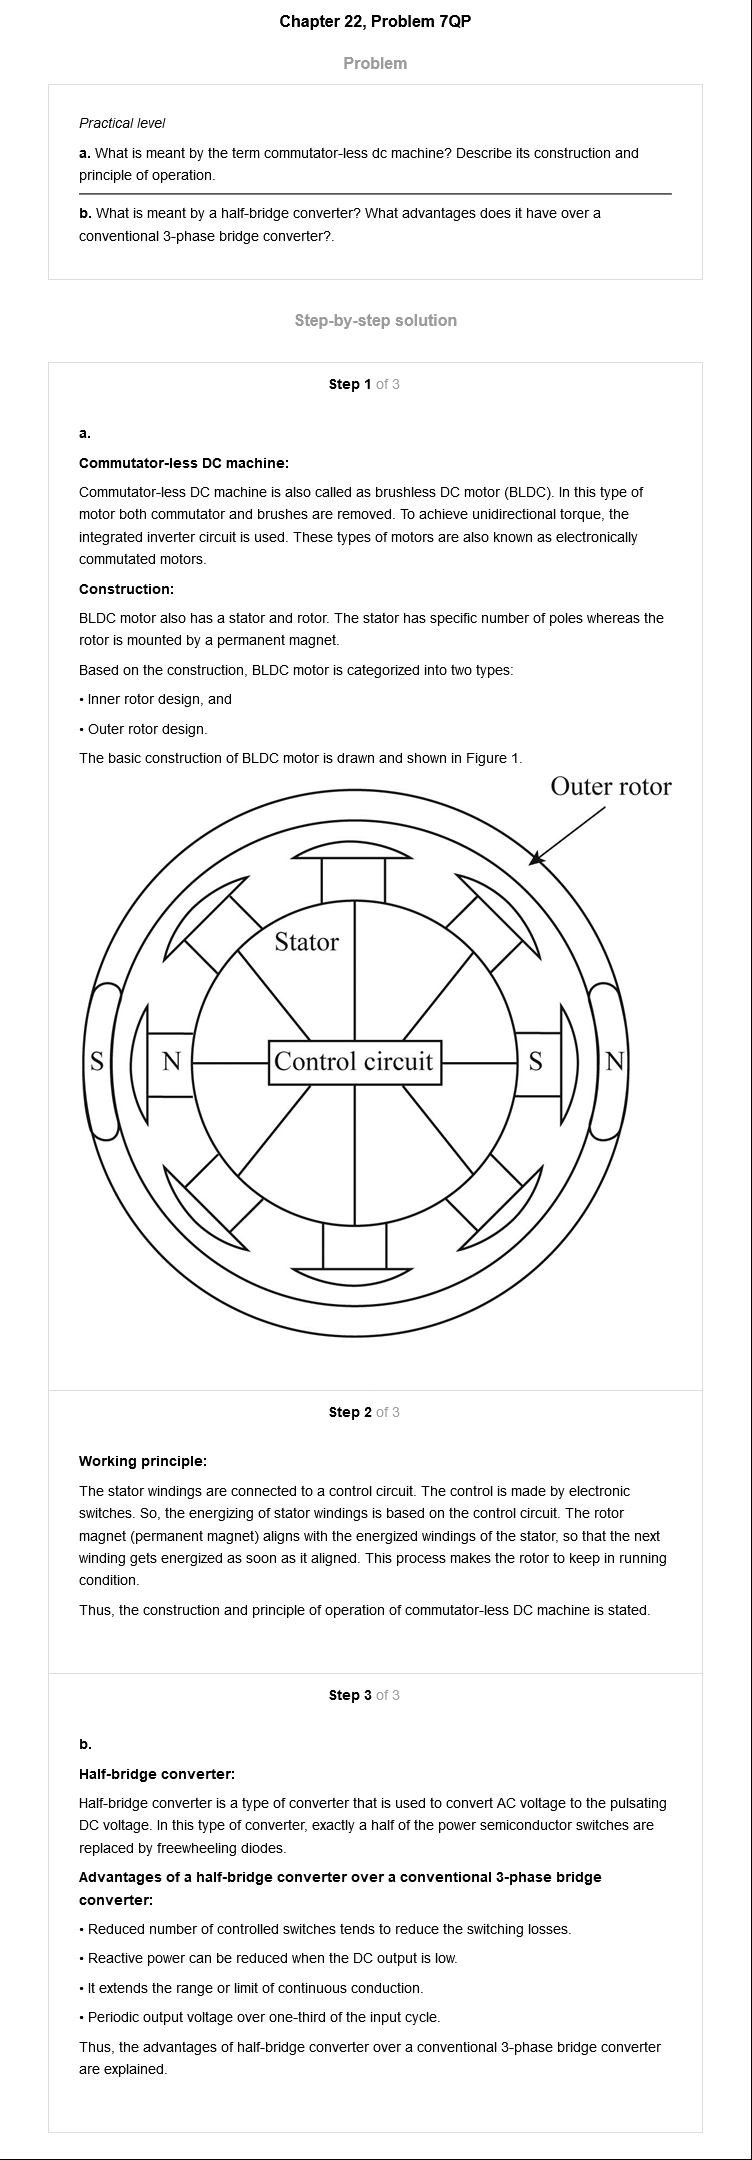 Chapter 22, Problem 7QP
Problem
Practical level
a. What is meant by the term commutator-less dc machine? Describe its construction and
principle of operation.
b. What is meant by a half-bridge converter? What advantages does it have over a
conventional 3-phase bridge converter?.
Step-by-step solution
Step 1 of 3
a.
Commutator-less DC machine:
Commutator-less DC machine is also called as brushless DC motor (BLDC). In this type of
motor both commutator and brushes are removed. To achieve unidirectional torque, the
integrated inverter circuit is used. These types of motors are also known as electronically
commutated motors.
Construction:
BLDC motor also has a stator and rotor. The stator has specific number of poles whereas the
rotor is mounted by a permanent magnet.
Based on the construction, BLDC motor is categorized into two types:
• Inner rotor design, and
• Outer rotor design.
The basic construction of BLDC motor is drawn and shown in Figure 1.
Outer rotor
Stator
S N Control circuit S N
Step 2 of 3
Working principle:
The stator windings are connected to a control circuit. The control is made by electronic
switches. So, the energizing of stator windings is based on the control circuit. The rotor
magnet (permanent magnet) aligns with the energized windings of the stator, so that the next
winding gets energized as soon as it aligned. This process makes the rotor to keep in running
condition.
Thus, the construction and principle of operation of commutator-less DC machine is stated.
Step 3 of 3
b.
Half-bridge converter:
Half-bridge converter is a type of converter that is used to convert AC voltage to the pulsating
DC voltage. In this type of converter, exactly a half of the power semiconductor switches are
replaced by freewheeling diodes.
Advantages of a half-bridge converter over a conventional 3-phase bridge
converter:
• Reduced number of controlled switches tends to reduce the switching losses.
• Reactive power can be reduced when the DC output is low.
• It extends the range or limit of continuous conduction.
• Periodic output voltage over one-third of the input cycle.
Thus, the advantages of half-bridge converter over a conventional 3-phase bridge converter
are explained.